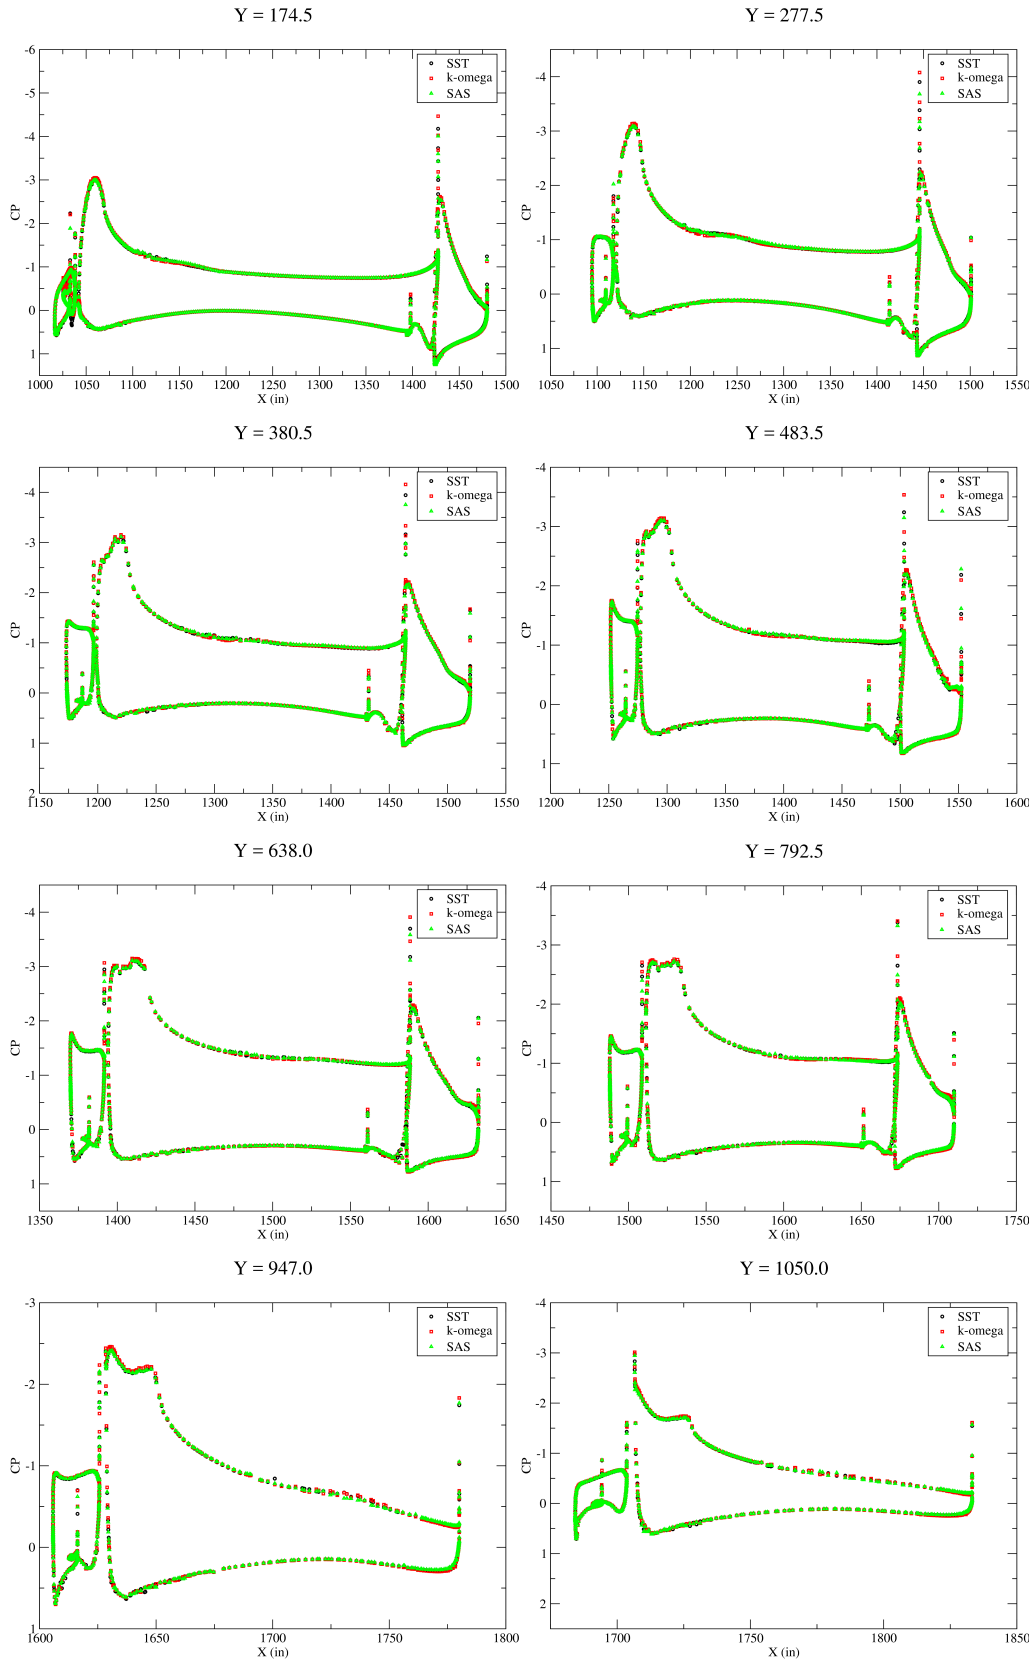 Y = 174.5
-6
-5
-4
-3
-2
-1
0
1
CP
SST
k-omega
SAS
1000 1050 1100 1150 1200 1250 1300 1350 1400 1450 1500
X (in)
Y = 277.5
-4
-3
-2
-1
0
1
SST
k-omega
SAS
1050 1100 1150 1200 1250 1300 1350 1400 1450 1500 1550
X (in)
Y = 380.5
-4
-3
-2
-1
0
1
2
CP
SST
k-omega
SAS
1150 1200 1250 1300 1350 1400 1450 1500 1550
X (in)
Y = 483.5
-4
-3
-2
-1
0
1
SST
k-omega
SAS
1200 1250 1300 1350 1400 1450 1500 1550 1600
X (in)
Y = 638.0
-4
-3
-2
-1
0
1
CP
SST
k-omega
SAS
1350 1400 1450 1500 1550 1600 1650
X (in)
Y = 792.5
-4
-3
-2
-1
0
1
SST
k-omega
SAS
1450 1500 1550 1600 1650 1700 1750
X (in)
Y = 947.0
-3
-2
-1
0
1
CP
SST
k-omega
SAS
1600 1650 1700 1750 1800
X (in)
Y = 1050.0
-4
-3
-2
-1
0
1
2
CP
SST
k-omega
SAS
1700 1750 1800 1850
X (in)